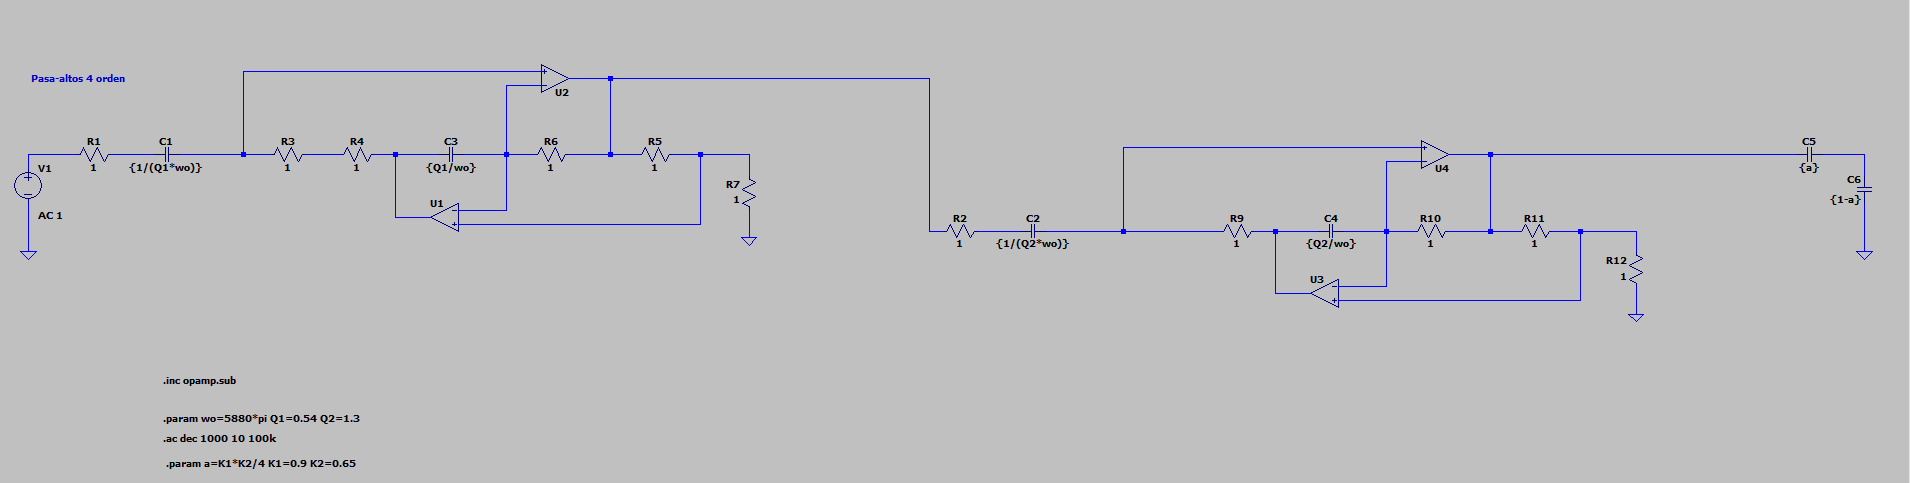 Pasa-altos 4 orden
U2
R1
C1
R3
R4
C3
R6
R5
1
{1/(Q1*wo)}
1
1
{Q1/wo}
1
1
V1
AC 1
U1
R7
1
U4
C5
{a}
C6
{1-a}
R2
C2
R9
C4
R10
R11
1
{1/(Q2*wo)}
1
{Q2/wo}
1
1
U3
R12
1
.inc opamp.sub
.param wo=5880*pi Q1=0.54 Q2=1.3
.ac dec 1000 10 100k
.param a=K1*K2/4 K1=0.9 K2=0.65